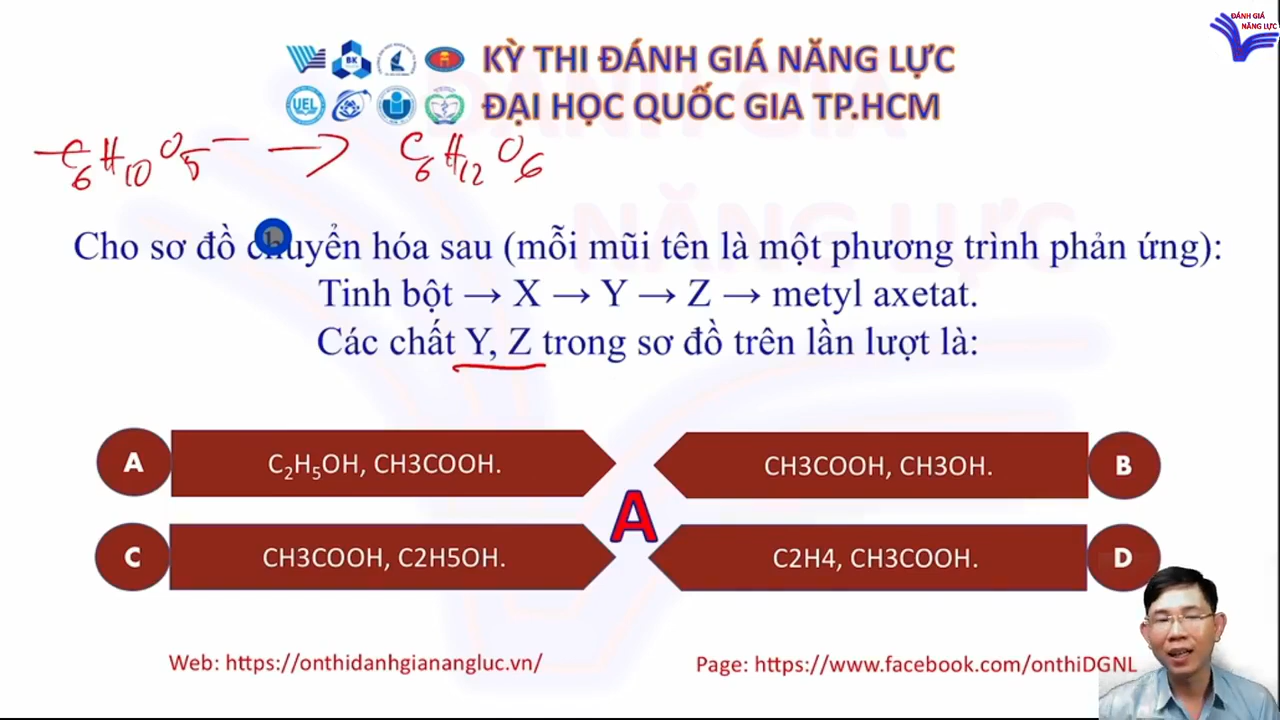 ĐÁNH GIÁ
NĂNG LỰC
KỲ THI ĐÁNH GIÁ NĂNG LỰC
BK
UEL
ĐẠI HỌC QUỐC GIA TP.HCM
C₆H₁₀O₅ → C₆H₁₂O₆
Cho sơ đồ chuyển hóa sau (mỗi mũi tên là một phương trình phản ứng):
Tinh bột → X → Y → Z → metyl axetat.
Các chất Y, Z trong sơ đồ trên lần lượt là:
A C₂H₅OH, CH3COOH.
CH3COOH, CH3OH. B
A
C CH3COOH, C2H5OH.
C2H4, CH3COOH. D
Web: https://onthidanhgianangluc.vn/
Page: https://www.facebook.com/onthiDGNL